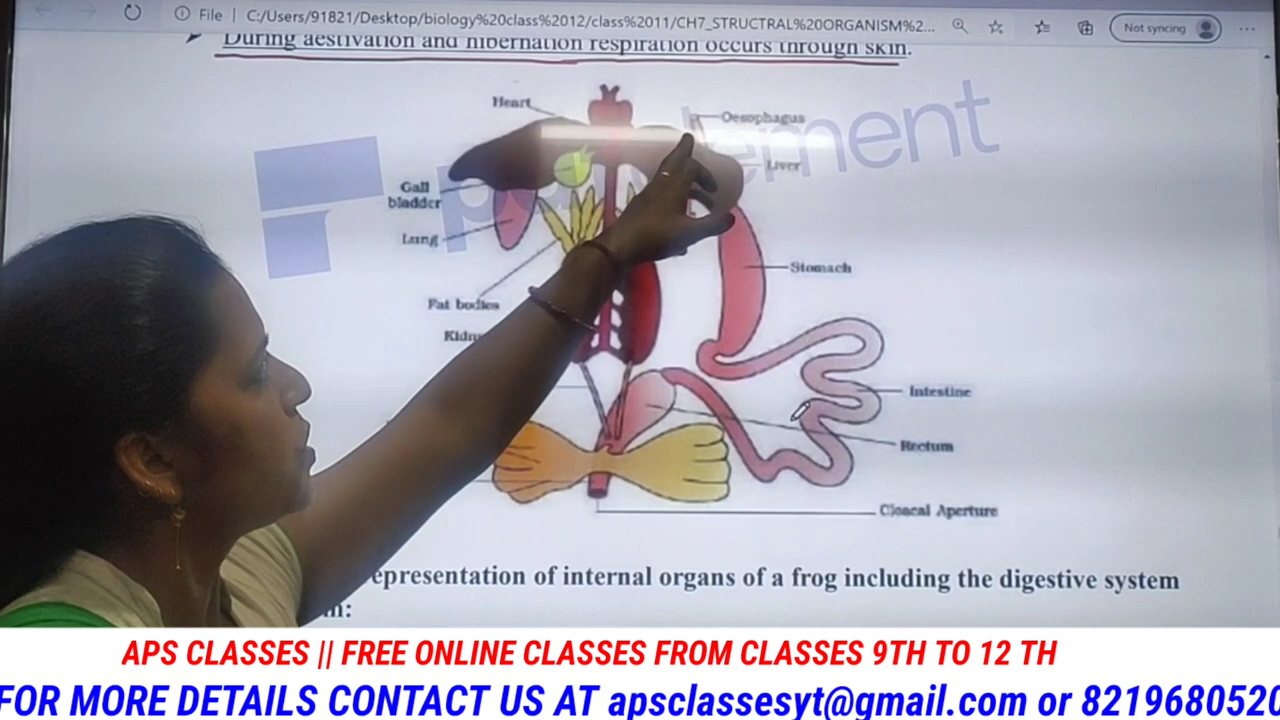 File | C:/Users/91821/Desktop/biology%20class%2012/class%2011/CH7_STRUCTRAL%20ORGANISM%2...
Not syncing
During aestivation and hibernation respiration occurs through skin.
Heart
Oesophagus
Liver
Gall
bladder
Lung
Stomach
Fat bodies
Kidn
Intestine
Rectum
Cloacal Aperture
epresentation of internal organs of a frog including the digestive system
APS CLASSES || FREE ONLINE CLASSES FROM CLASSES 9TH TO 12 TH
FOR MORE DETAILS CONTACT US AT apsclassesyt@gmail.com or 8219680520